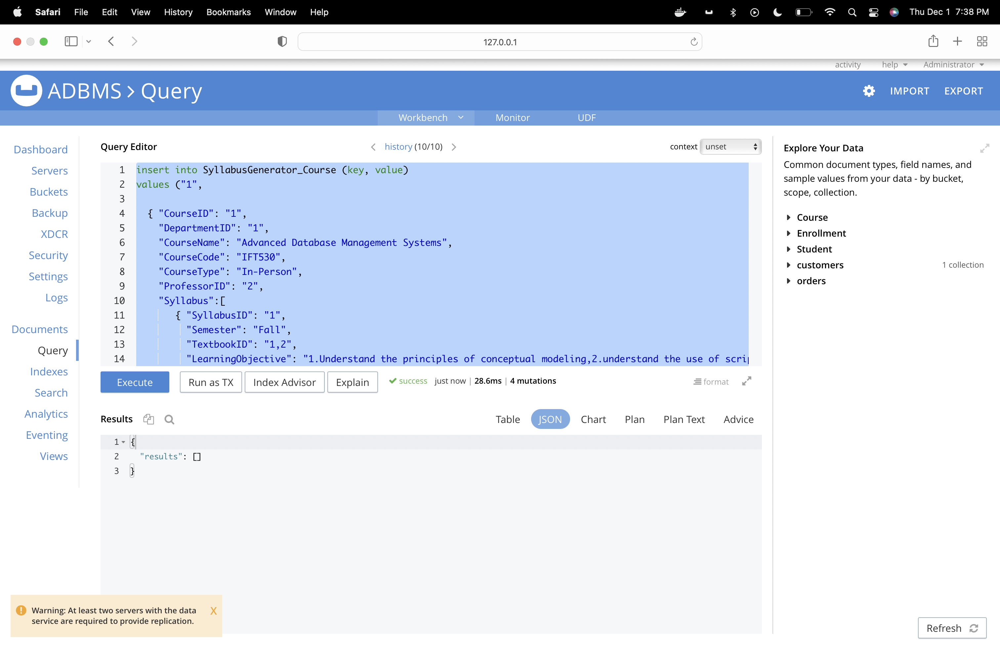 Safari File Edit View History Bookmarks Window Help Thu Dec 1 7:38 PM
127.0.0.1
activity help Administrator
ADBMS > Query IMPORT EXPORT
Workbench Monitor UDF
Dashboard
Servers
Buckets
Backup
XDCR
Security
Settings
Logs
Documents
Query
Indexes
Search
Analytics
Eventing
Views
Query Editor history (10/10) context unset
1 insert into SyllabusGenerator_Course (key, value)
2 values ("1",
3
4 { "CourseID": "1",
5 "DepartmentID": "1",
6 "CourseName": "Advanced Database Management Systems",
7 "CourseCode": "IFT530",
8 "CourseType": "In-Person",
9 "ProfessorID": "2",
10 "Syllabus":[
11 { "SyllabusID": "1",
12 "Semester": "Fall",
13 "TextbookID": "1,2",
14 "LearningObjective": "1.Understand the principles of conceptual modeling,2.understand the use of scrip
Execute Run as TX Index Advisor Explain success just now | 28.6ms | 4 mutations format
Results Table JSON Chart Plan Plan Text Advice
1 {
2 "results": []
3 }
Explore Your Data
Common document types, field names, and
sample values from your data - by bucket,
scope, collection.
Course
Enrollment
Student
customers 1 collection
orders
Warning: At least two servers with the data X
service are required to provide replication.
Refresh